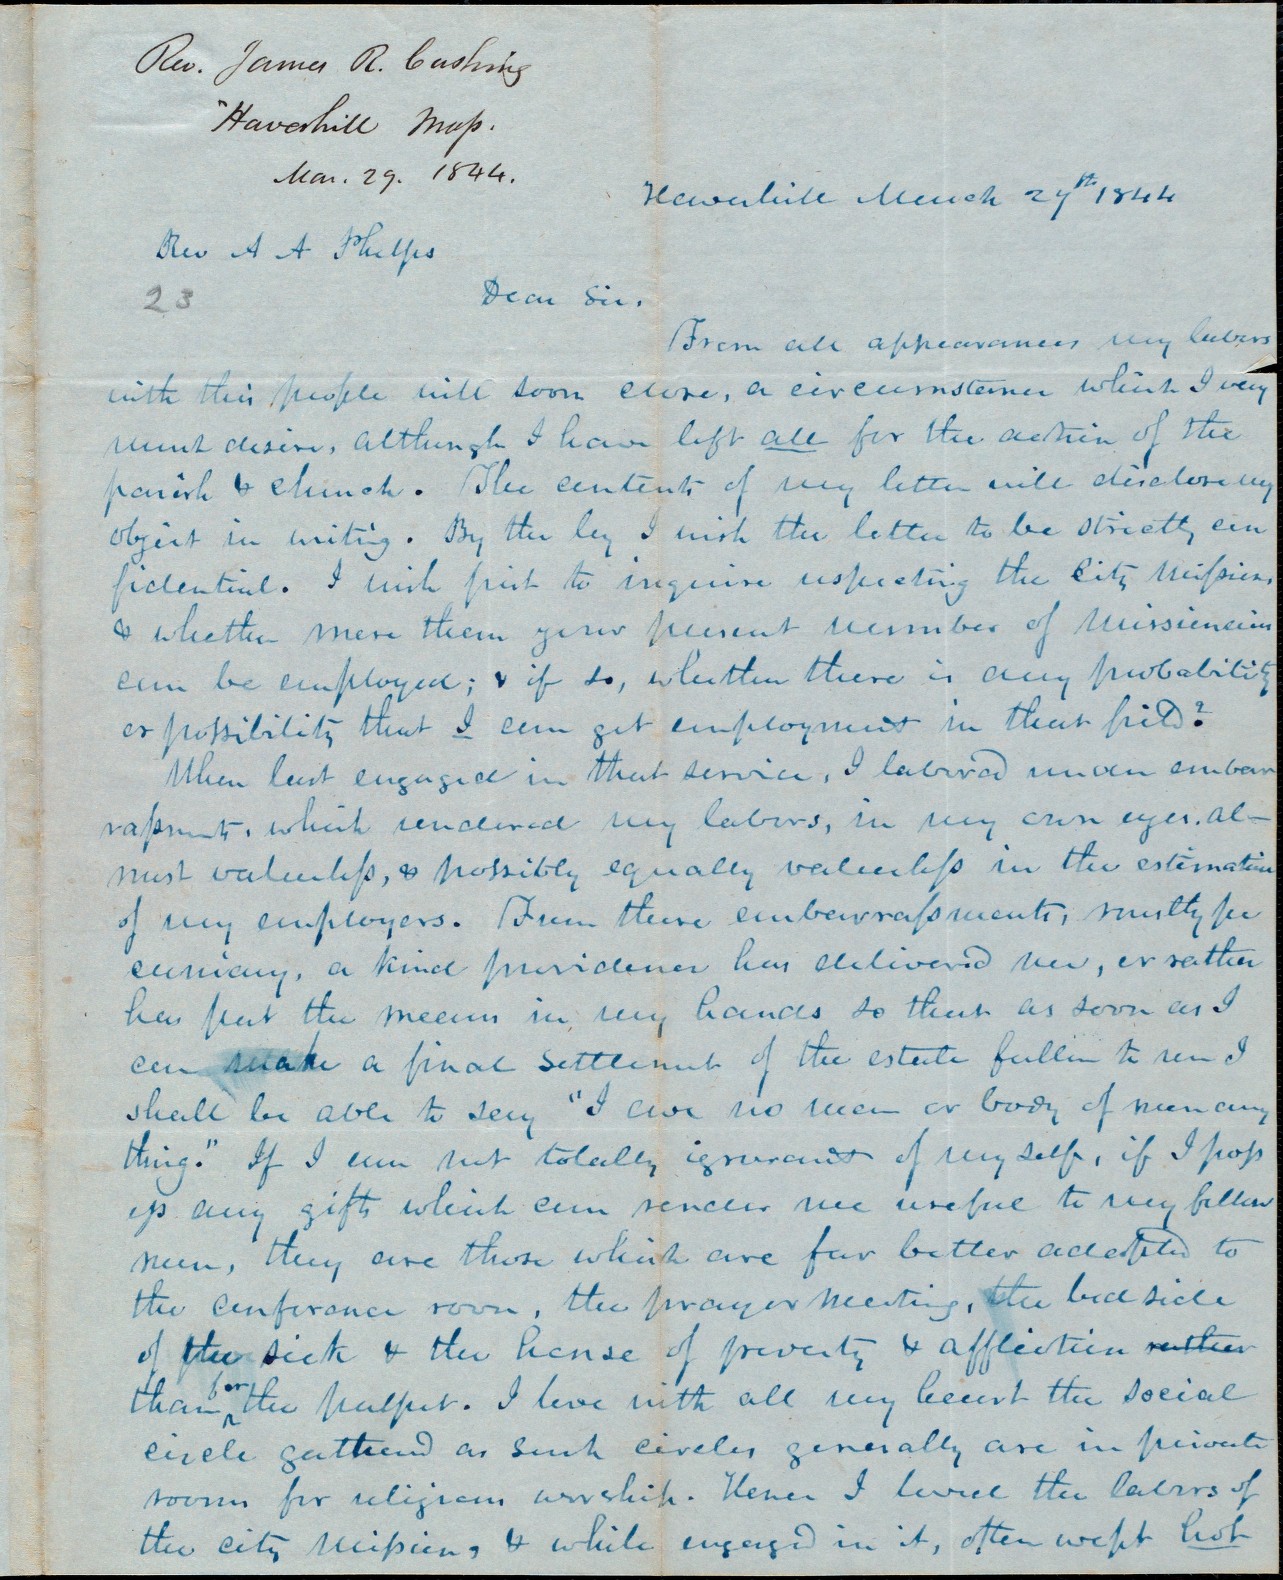 Rev. James R. Cushing
Haverhill Mass.
Mar. 29. 1844.
Haverhill March 29th 1844
Rev A A Phelps
23
Dear Sir,
From all appearances my labors
with this people will soon close, a circumstance which I very
much desire, although I have left all for the action of the
parish & church. The contents of my letter will disclose my
object in writing. By the by I wish the letter to be strictly con
fidential. I wish first to inquire respecting the City Mission,
& whether more than your present number of Missionaries
can be employed; & if so, whether there is any probability
or possibility that I can get employment in that field?
When last engaged in that service, I labored under embar
rassments, which rendered my labors, in my own eyes, al-
most valueless, & possibly equally valueless in the estimation
of my employers. From these embarrassments, mostly pe
cuniary, a kind providence has delivered me, or rather
has put the means in my hands so that as soon as I
can make a final settlement of the estate fallen to me I
shall be able to say "I owe no man or body of men any
thing." If I am not totally ignorant of myself, if I poss
ess any gifts which can render me useful to my fellow
men, they are those which are far better adapted to
the conference room, the prayer meeting, the bed side
of the sick & the house of poverty & affliction rather
than for the pulpit. I love with all my heart the social
circle gathered as such circles generally are in private
rooms for religious worship. Hence I loved the labors of
the city mission, & while engaged in it, often wept hot